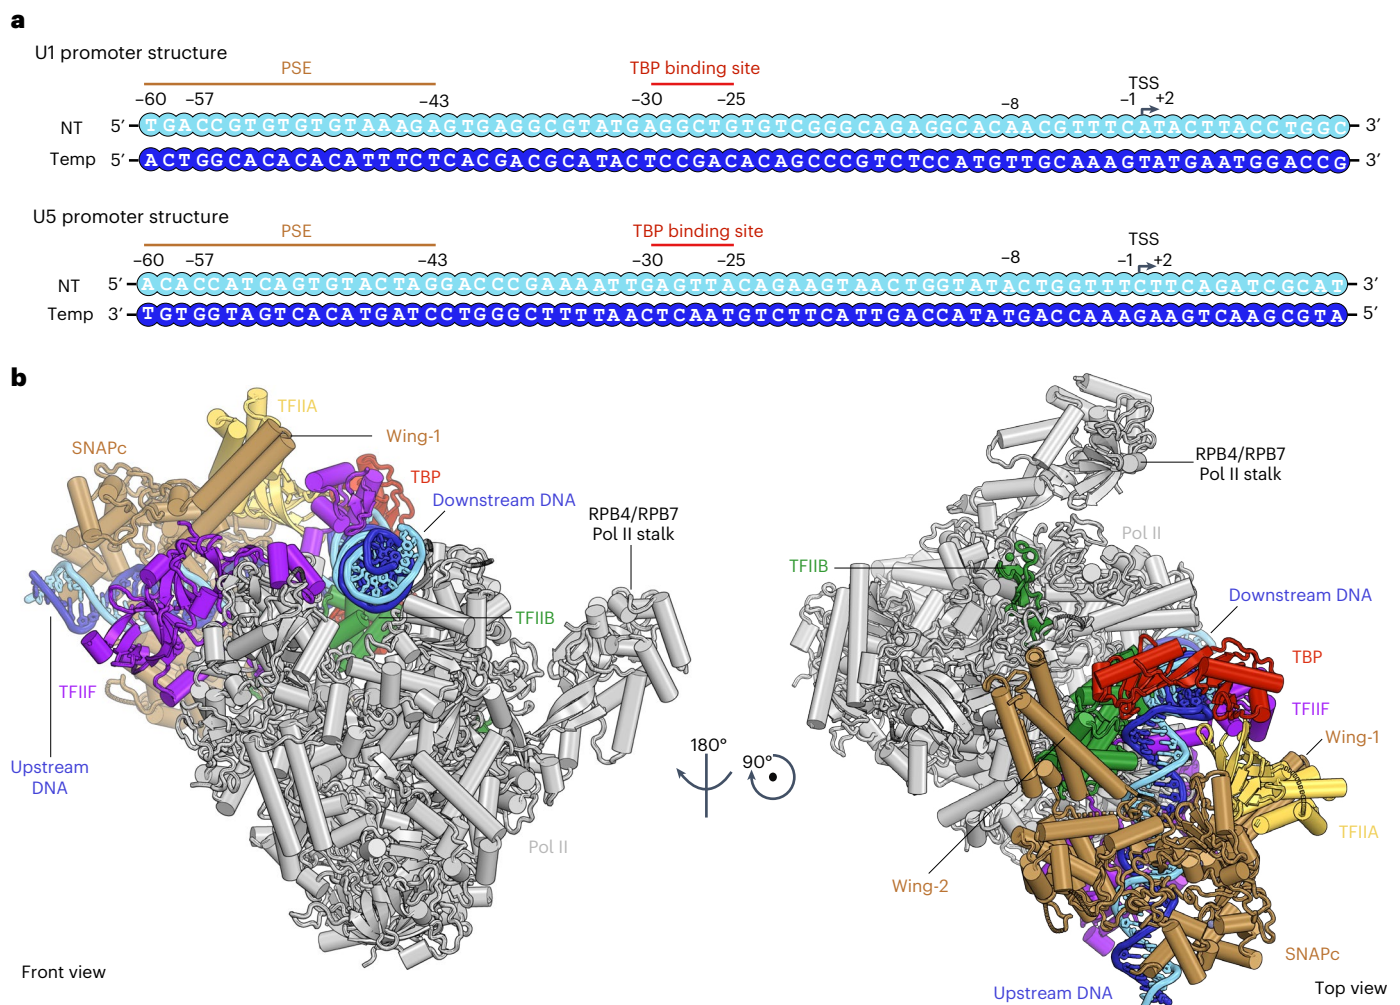 a
U1 promoter structure
PSE TBP binding site
TSS
−60 −57 −43 −30 −25 −8 −1 +2
NT 5′ TGACCGTGTGTGTAAAGAGTGAGGCGTATGAGGCTGTGTCGGGCAGAGGCACAACGTTTCATACTTACCTGGC 3′
Temp 5′ ACTGGCACACACATTTCTCACGACGCATACTCCGACACAGCCCGTCTCCATGTTGCAAAGTATGAATGGACCG 3′
U5 promoter structure
PSE TBP binding site
TSS
−60 −57 −43 −30 −25 −8 −1 +2
NT 5′ ACACCATCAGTGTACTAGGACCCGAAAATTGAGTTACAGAAGTAACTGGTATACTGGTTTCTTCAGATCGCAT 3′
Temp 3′ TGTGGTAGTCACATGATCCTGGGCTTTTAACTCAATGTCTTCATTGACCATATGACCAAAGAAGTCAAGCGTA 5′
b
TFIIA
Wing-1
SNAPc
TBP
Downstream DNA
RPB4/RPB7
Pol II stalk
TFIIB
TFIIF
Upstream
DNA
Pol II
Front view
180°
90°
RPB4/RPB7
Pol II stalk
Pol II
TFIIB
Downstream DNA
TBP
TFIIF
Wing-1
TFIIA
Wing-2
SNAPc
Upstream DNA
Top view